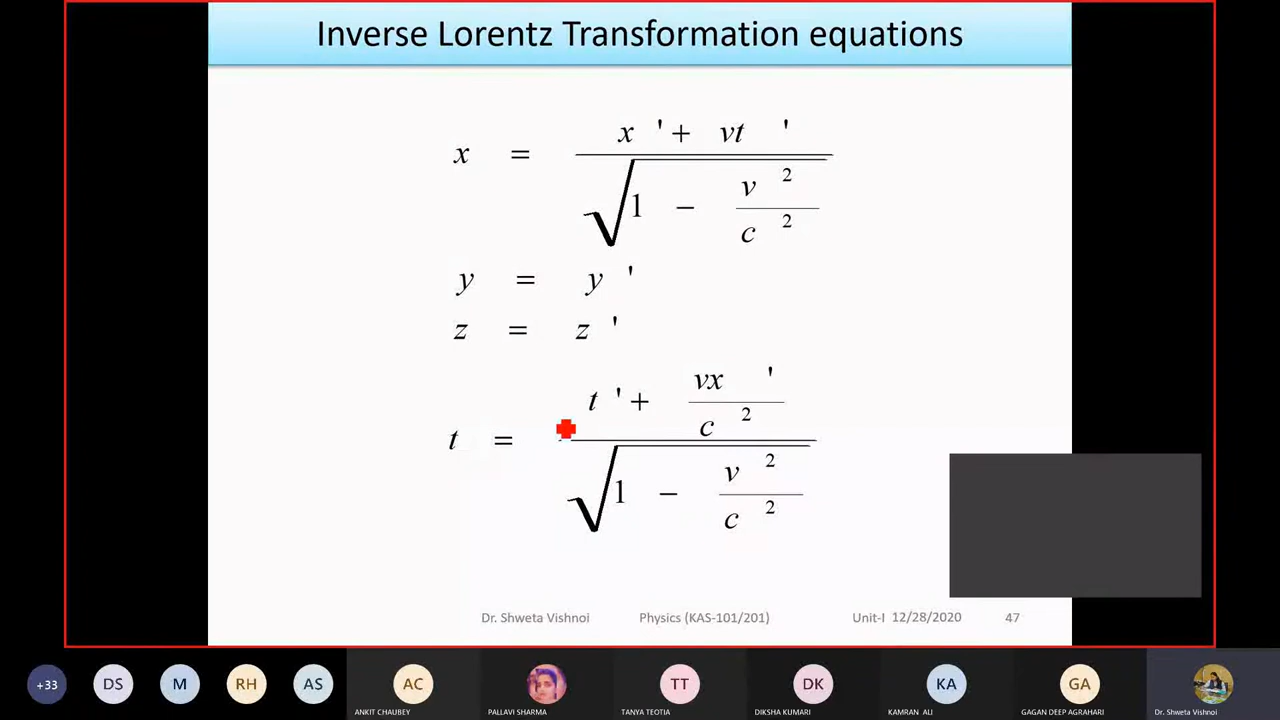 Inverse Lorentz Transformation equations
x = (x ' + vt ') / √(1 − v² / c²)
y = y '
z = z '
t = (t ' + vx ' / c²) / √(1 − v² / c²)
Dr. Shweta Vishnoi Physics (KAS-101/201) Unit-I 12/28/2020 47
+33 DS M RH AS AC TT DK KA GA
ANKIT CHAUBEY PALLAVI SHARMA TANYA TEOTIA DIKSHA KUMARI KAMRAN ALI GAGAN DEEP AGRAHARI Dr. Shweta Vishnoi